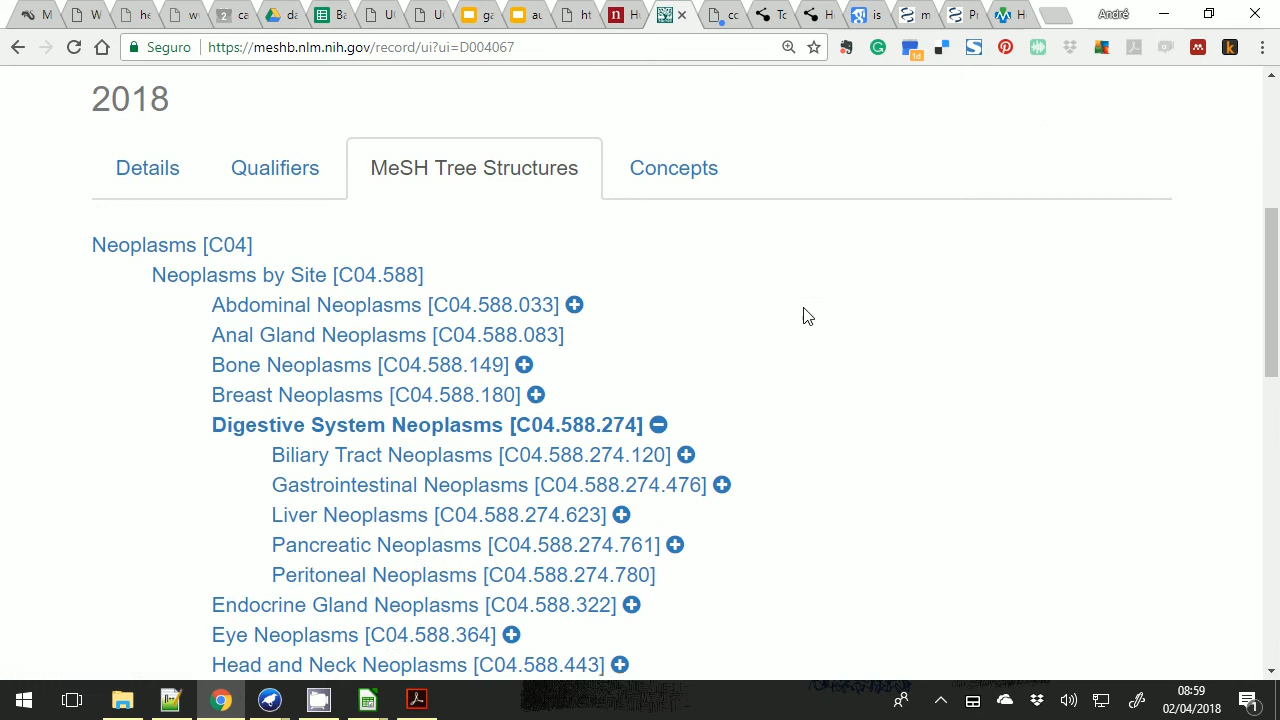 André
Seguro
https://meshb.nlm.nih.gov/record/ui?ui=D004067
1d
2018
Details
Qualifiers
MeSH Tree Structures
Concepts
Neoplasms [C04]
Neoplasms by Site [C04.588]
Abdominal Neoplasms [C04.588.033]
Anal Gland Neoplasms [C04.588.083]
Bone Neoplasms [C04.588.149]
Breast Neoplasms [C04.588.180]
Digestive System Neoplasms [C04.588.274]
Biliary Tract Neoplasms [C04.588.274.120]
Gastrointestinal Neoplasms [C04.588.274.476]
Liver Neoplasms [C04.588.274.623]
Pancreatic Neoplasms [C04.588.274.761]
Peritoneal Neoplasms [C04.588.274.780]
Endocrine Gland Neoplasms [C04.588.322]
Eye Neoplasms [C04.588.364]
Head and Neck Neoplasms [C04.588.443]
08:59
02/04/2018